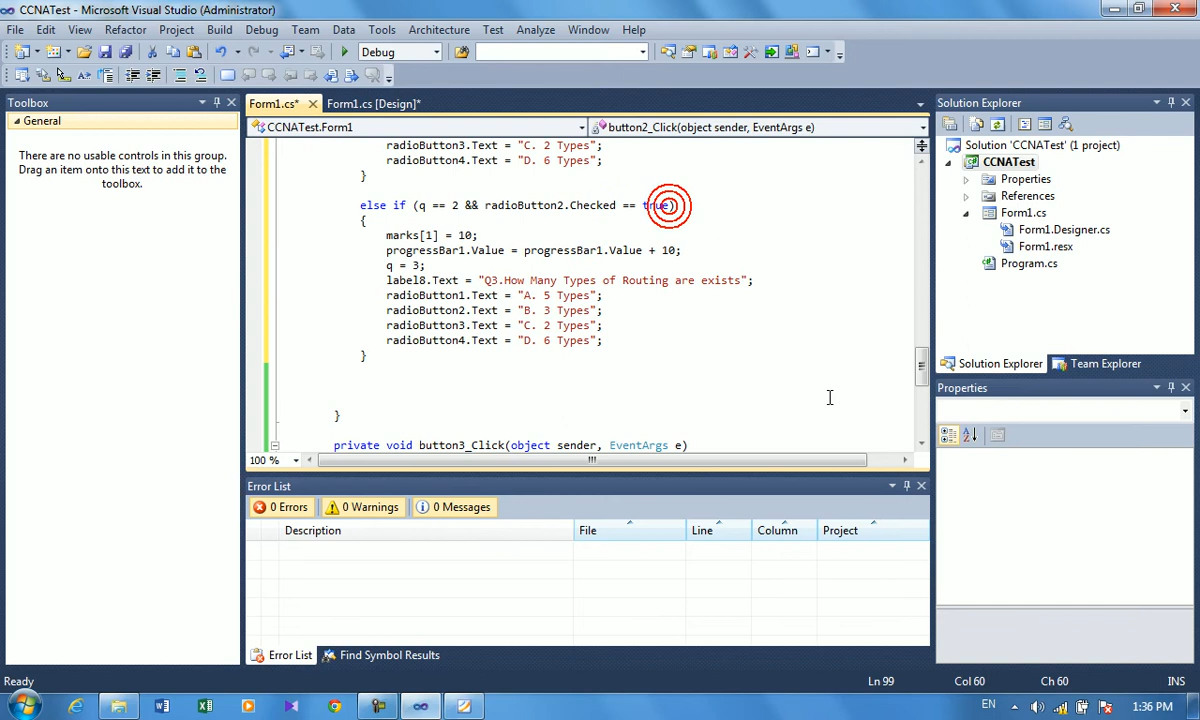 CCNATest - Microsoft Visual Studio (Administrator)
File Edit View Refactor Project Build Debug Team Data Tools Architecture Test Analyze Window Help
Debug
Toolbox
General
There are no usable controls in this group.
Drag an item onto this text to add it to the
toolbox.
Form1.cs* Form1.cs [Design]*
CCNATest.Form1 button2_Click(object sender, EventArgs e)
radioButton3.Text = "C. 2 Types";
radioButton4.Text = "D. 6 Types";
}
else if (q == 2 && radioButton2.Checked == true)
{
marks[1] = 10;
progressBar1.Value = progressBar1.Value + 10;
q = 3;
label8.Text = "Q3.How Many Types of Routing are exists";
radioButton1.Text = "A. 5 Types";
radioButton2.Text = "B. 3 Types";
radioButton3.Text = "C. 2 Types";
radioButton4.Text = "D. 6 Types";
}
}
private void button3_Click(object sender, EventArgs e)
100 %
Error List
0 Errors 0 Warnings 0 Messages
Description File Line Column Project
Error List Find Symbol Results
Solution Explorer
Solution 'CCNATest' (1 project)
CCNATest
Properties
References
Form1.cs
Form1.Designer.cs
Form1.resx
Program.cs
Solution Explorer Team Explorer
Properties
Ready Ln 99 Col 60 Ch 60 INS
EN 1:36 PM